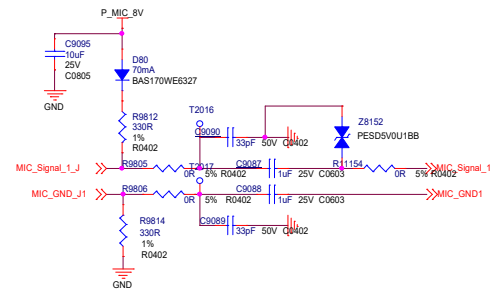 P_MIC_8V
C9095
10uF
25V
C0805
GND
D80
70mA
BAS170WE6327
R9812
330R
1%
R0402
T2016
C9090
33pF 50V C0402
Z8152
PESD5V0U1BB
MIC_Signal_1_J
R9805
0R 5% R0402
T2017
C9087
1uF 25V C0603
R11154
0R 5% R0402
MIC_Signal_1
MIC_GND_J1
R9806
0R 5% R0402
C9088
1uF 25V C0603
MIC_GND1
R9814
330R
1%
R0402
GND
C9089
33pF 50V C0402